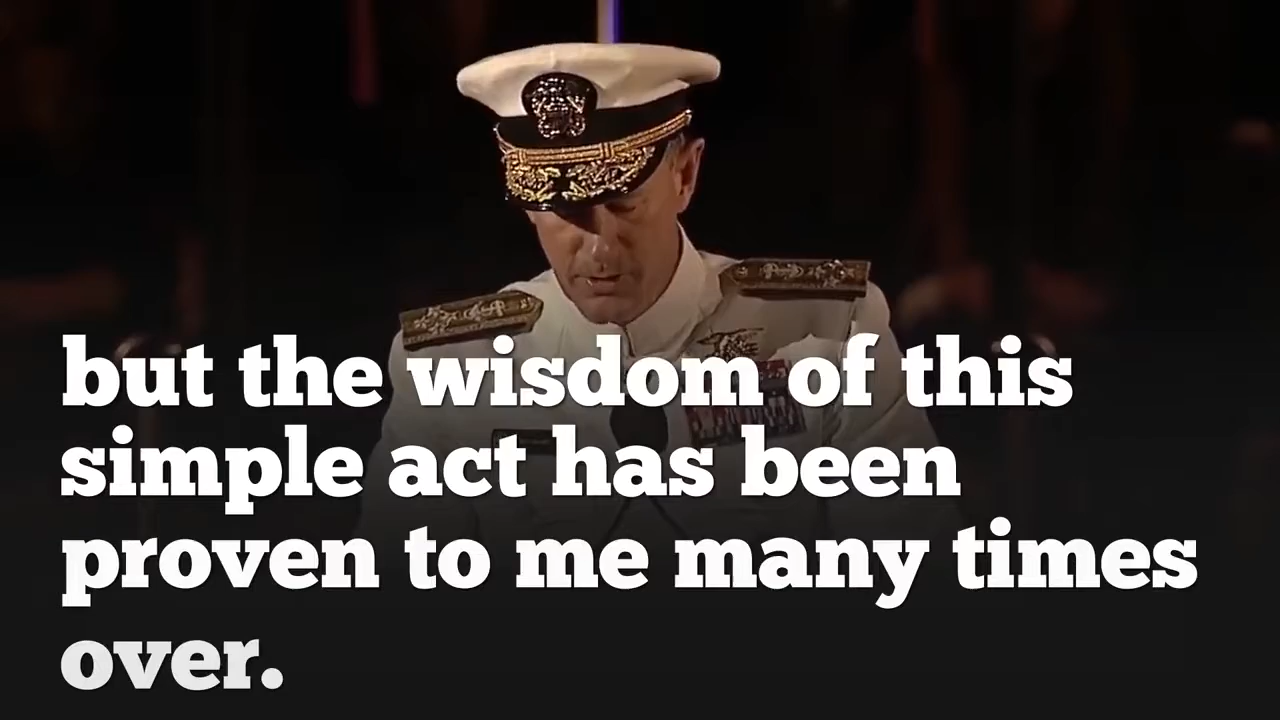 but the wisdom of this
simple act has been
proven to me many times
over.